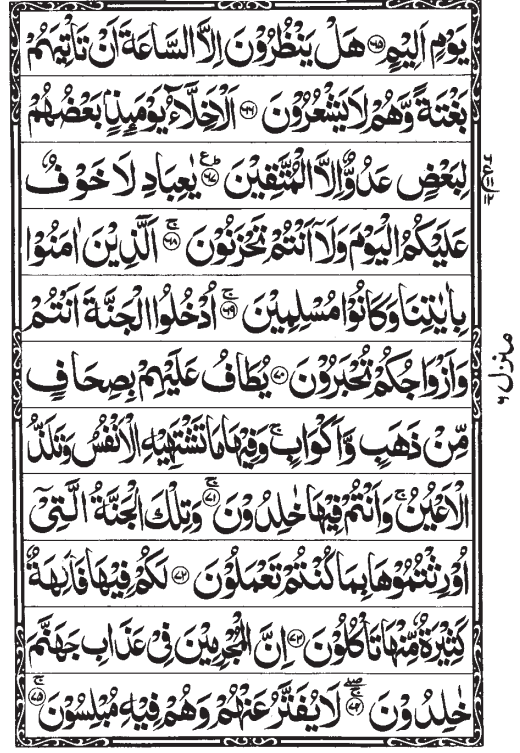 يَوْمٍ اَلِيْمٍ ﴿۶۵﴾ هَلْ يَنْظُرُوْنَ اِلَّا السَّاعَةَ اَنْ تَاْتِيَهُمْ
بَغْتَةً وَّهُمْ لَا يَشْعُرُوْنَ ﴿۶۶﴾ اَلْاَخِلَّآءُ يَوْمَئِذٍۭ بَعْضُهُمْ
لِبَعْضٍ عَدُوٌّ اِلَّا الْمُتَّقِيْنَ ﴿۶۷﴾ؕ۠ يٰعِبَادِ لَا خَوْفٌ
عَلَيْكُمُ الْيَوْمَ وَلَاۤ اَنْتُمْ تَحْزَنُوْنَ ﴿۶۸﴾ۚ اَلَّذِيْنَ اٰمَنُوْا
بِاٰيٰتِنَا وَكَانُوْا مُسْلِمِيْنَ ﴿۶۹﴾ۚ اُدْخُلُوا الْجَنَّةَ اَنْتُمْ
وَاَزْوَاجُكُمْ تُحْبَرُوْنَ ﴿۷۰﴾ يُطَافُ عَلَيْهِمْ بِصِحَافٍ
مِّنْ ذَهَبٍ وَّاَكْوَابٍ ۚ وَفِيْهَا مَا تَشْتَهِيْهِ الْاَنْفُسُ وَتَلَذُّ
الْاَعْيُنُ ۚ وَاَنْتُمْ فِيْهَا خٰلِدُوْنَ ﴿۷۱﴾ۚ وَتِلْكَ الْجَنَّةُ الَّتِيْۤ
اُوْرِثْتُمُوْهَا بِمَا كُنْتُمْ تَعْمَلُوْنَ ﴿۷۲﴾ لَكُمْ فِيْهَا فَاكِهَةٌ
كَثِيْرَةٌ مِّنْهَا تَاْكُلُوْنَ ﴿۷۳﴾ اِنَّ الْمُجْرِمِيْنَ فِيْ عَذَابِ جَهَنَّمَ
خٰلِدُوْنَ ﴿۷۴﴾ۚۖ لَا يُفَتَّرُ عَنْهُمْ وَهُمْ فِيْهِ مُبْلِسُوْنَ ﴿۷۵﴾ۚ
منزل ۶